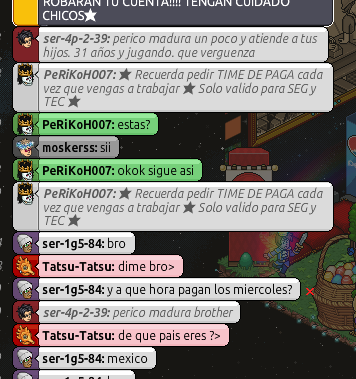 ROBARAN TU CUENTA!!!! TENGAN CUIDADO
CHICOS★
ser-4p-2-39: perico madura un poco y atiende a tus
hijos. 31 años y jugando. que verguenza
PeRiKoH007: ★ Recuerda pedir TIME DE PAGA cada
vez que vengas a trabajar ★ Solo valido para SEG y
TEC ★
PeRiKoH007: estas?
moskerss: sii
PeRiKoH007: okok sigue asi
PeRiKoH007: ★ Recuerda pedir TIME DE PAGA cada
vez que vengas a trabajar ★ Solo valido para SEG y
TEC ★
ser-1g5-84: bro
Tatsu-Tatsu: dime bro>
ser-1g5-84: y a que hora pagan los miercoles?
ser-4p-2-39: perico madura brother
Tatsu-Tatsu: de que pais eres ?>
ser-1g5-84: mexico